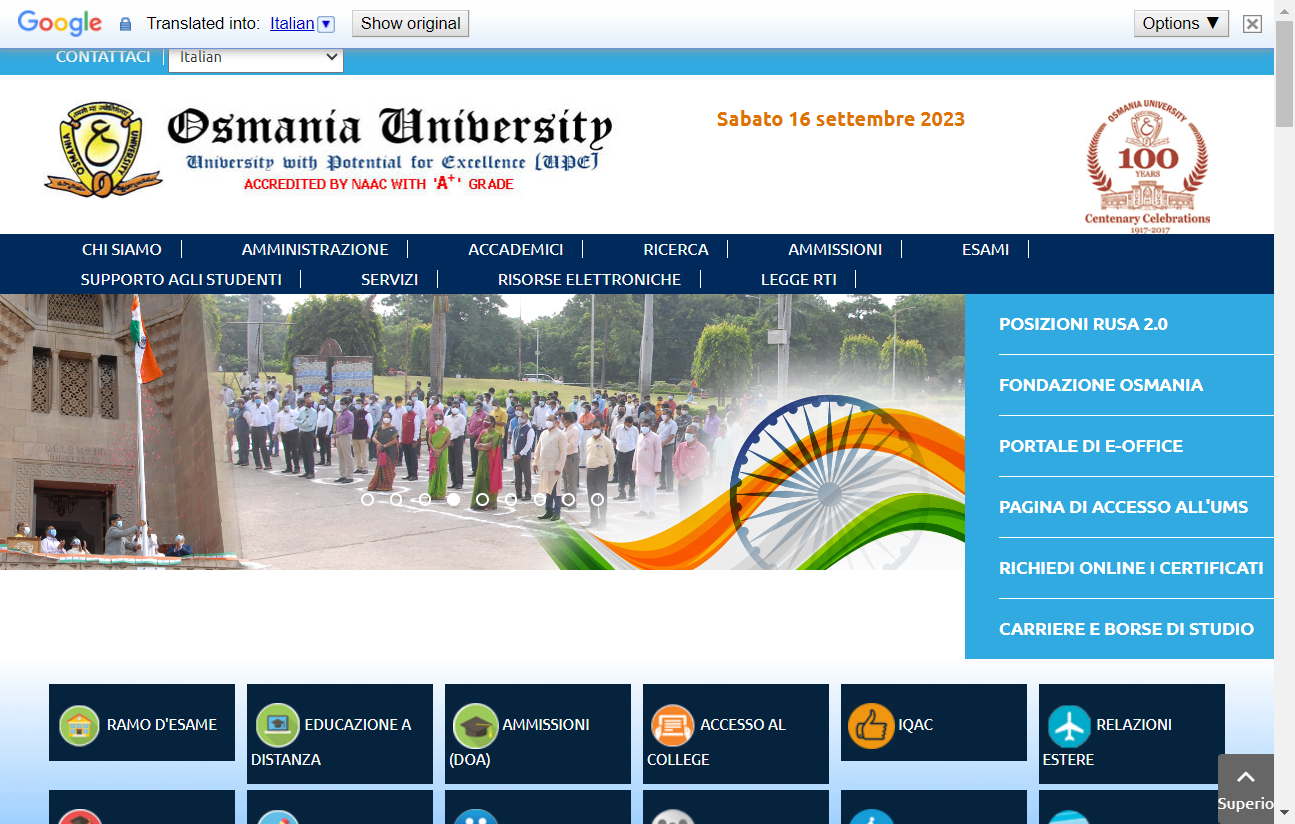 Google Translated into: Italian Show original Options ▼
CONTATTACI Italian
Osmania University
University with Potential for Excellence (UPE)
ACCREDITED BY NAAC WITH 'A+' GRADE
Sabato 16 settembre 2023
OSMANIA UNIVERSITY
100
YEARS
Centenary Celebrations
1917-2017
CHI SIAMO AMMINISTRAZIONE ACCADEMICI RICERCA AMMISSIONI ESAMI
SUPPORTO AGLI STUDENTI SERVIZI RISORSE ELETTRONICHE LEGGE RTI
POSIZIONI RUSA 2.0
FONDAZIONE OSMANIA
PORTALE DI E-OFFICE
PAGINA DI ACCESSO ALL'UMS
RICHIEDI ONLINE I CERTIFICATI
CARRIERE E BORSE DI STUDIO
RAMO D'ESAME
EDUCAZIONE A
DISTANZA
AMMISSIONI
(DOA)
ACCESSO AL
COLLEGE
IQAC
RELAZIONI
ESTERE
Superio